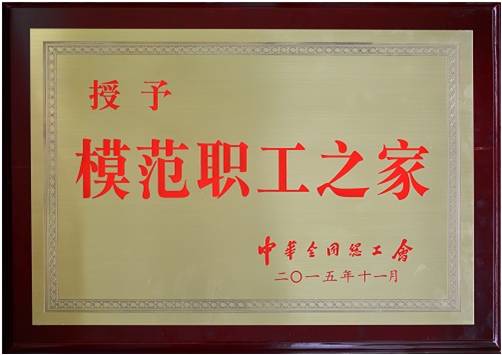 授予
模范职工之家
中华全国总工会
二〇一五年十一月